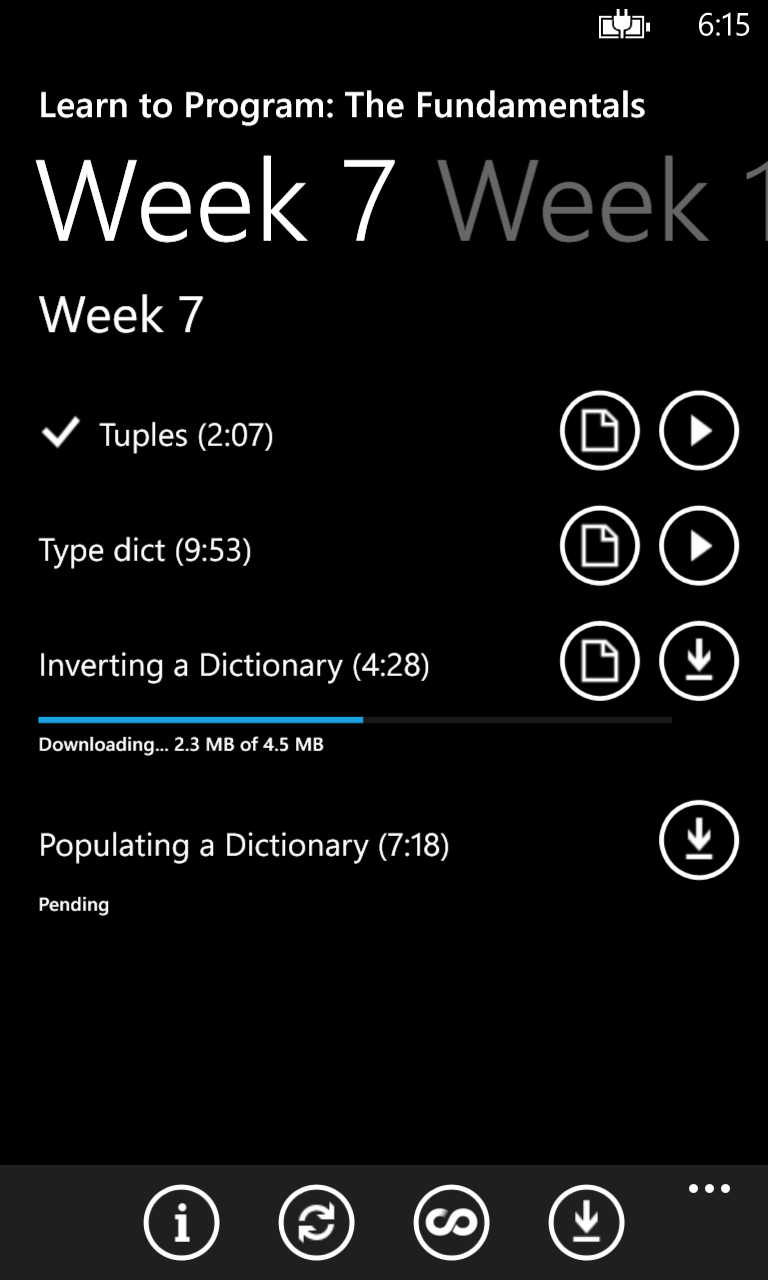 6:15
Learn to Program: The Fundamentals
Week 7 Week 1
Week 7
Tuples (2:07)
Type dict (9:53)
Inverting a Dictionary (4:28)
Downloading... 2.3 MB of 4.5 MB
Populating a Dictionary (7:18)
Pending